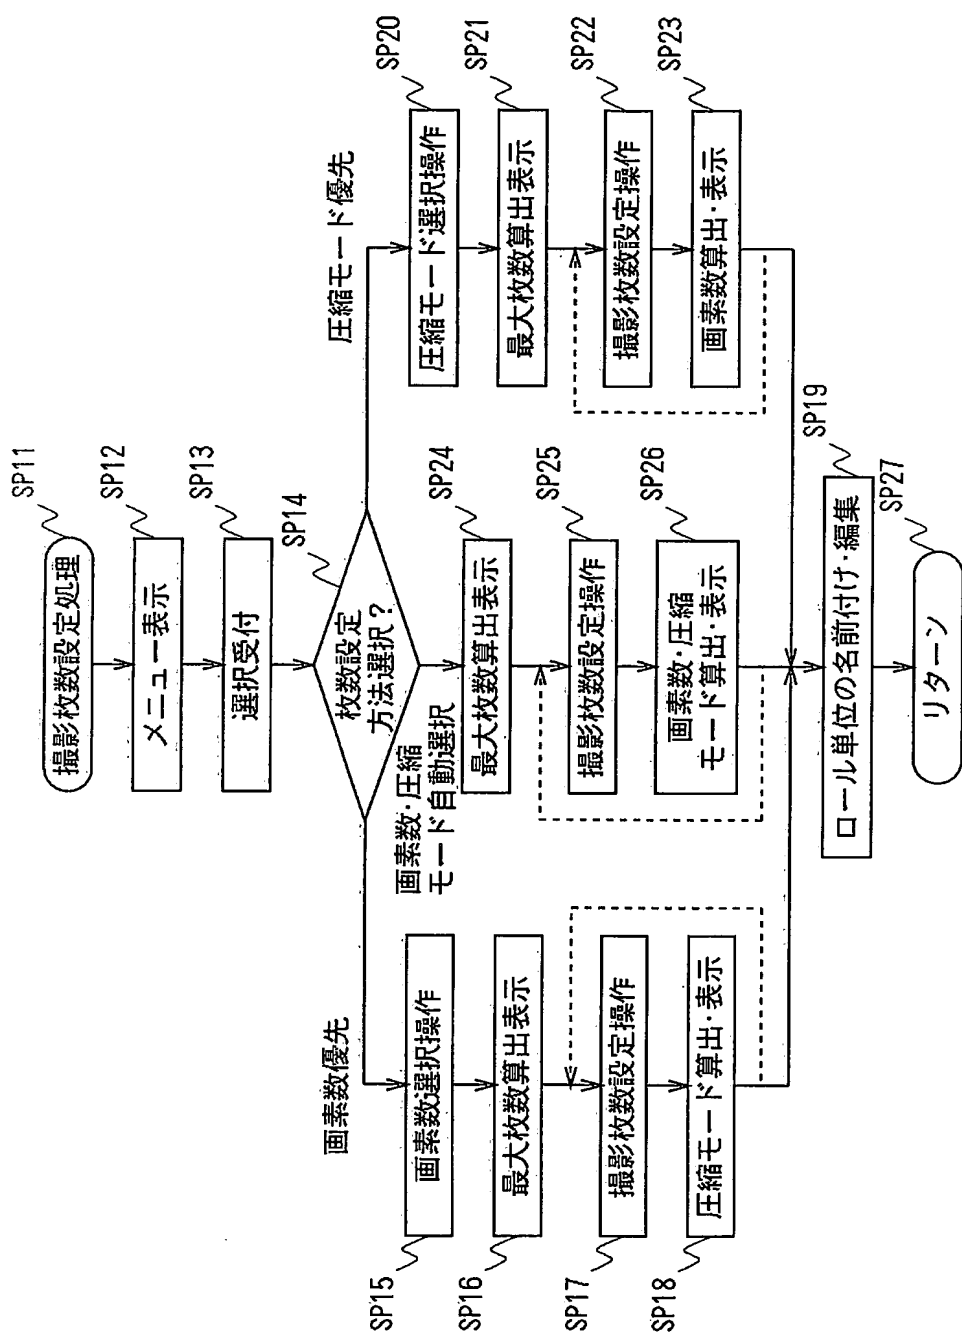 SP11
撮影枚数設定処理
SP12
メニュー表示
SP13
選択受付
SP14
枚数設定
方法選択？
画素数優先
画素数・圧縮
モード自動選択
圧縮モード優先
SP15
画素数選択操作
SP16
最大枚数算出表示
SP17
撮影枚数設定操作
SP18
圧縮モード算出・表示
SP24
最大枚数算出表示
SP25
撮影枚数設定操作
SP26
画素数・圧縮
モード算出・表示
SP20
圧縮モード選択操作
SP21
最大枚数算出表示
SP22
撮影枚数設定操作
SP23
画素数算出・表示
SP19
ロール単位の名前付け・編集
SP27
リターン